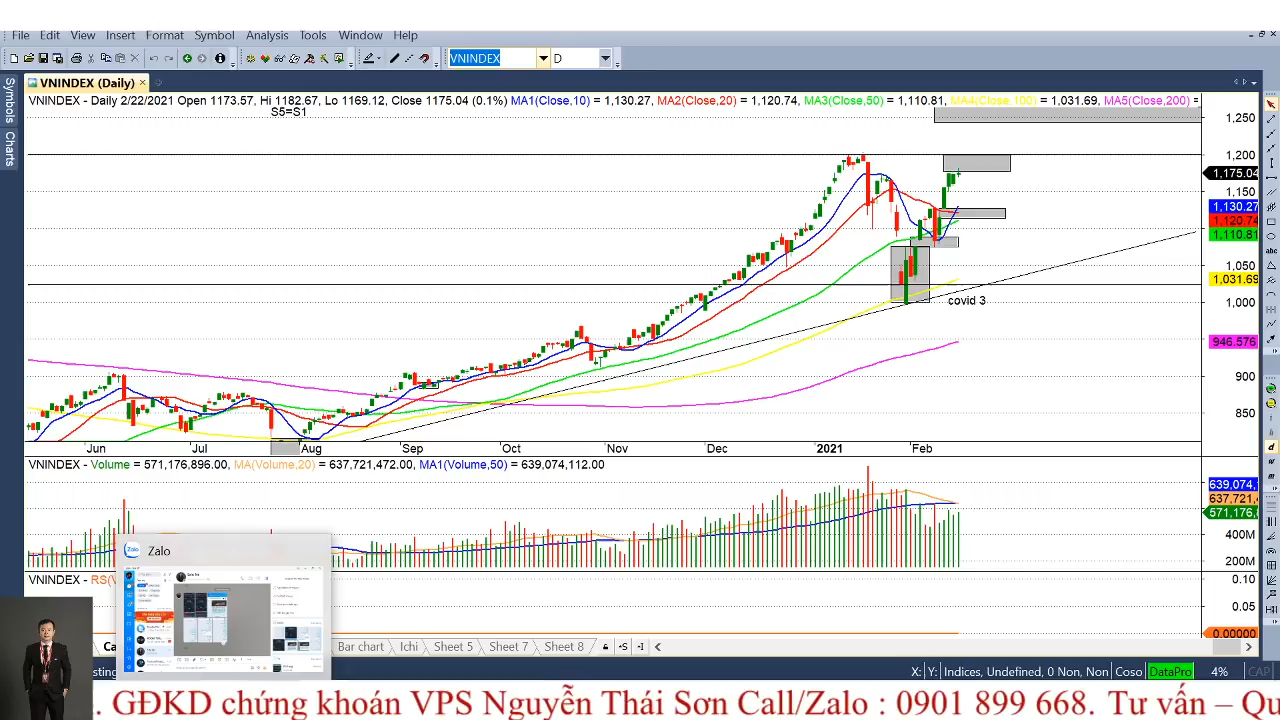 File Edit View Insert Format Symbol Analysis Tools Window Help
VNINDEX D
Symbols
Charts
VNINDEX (Daily)
VNINDEX - Daily 2/22/2021 Open 1173.57, Hi 1182.67, Lo 1169.12, Close 1175.04 (0.1%) MA1(Close,10) = 1,130.27, MA2(Close,20) = 1,120.74, MA3(Close,50) = 1,110.81, MA4(Close,100) = 1,031.69, MA5(Close,200) =
S5=S1
1,250
1,200
1,175.04
1,150
1,130.27
1,120.74
1,110.81
1,050
1,031.69
covid 3
1,000
946.576
900
850
Jun Jul Aug Sep Oct Nov Dec 2021 Feb
VNINDEX - Volume = 571,176,896.00, MA(Volume,20) = 637,721,472.00, MA1(Volume,50) = 639,074,112.00
639,074,1
637,721,
571,176,
400M
200M
Zalo
VNINDEX - RS(
0.10
0.05
0.00000
Bar chart Ichi Sheet 5 Sheet 7 Sheet 8 +S -I
X: Y: Indices, Undefined, 0 Non, Non Coso DataPro 4% CAP
. GĐKD chứng khoán VPS Nguyễn Thái Sơn Call/Zalo : 0901 899 668. Tư vấn – Qu